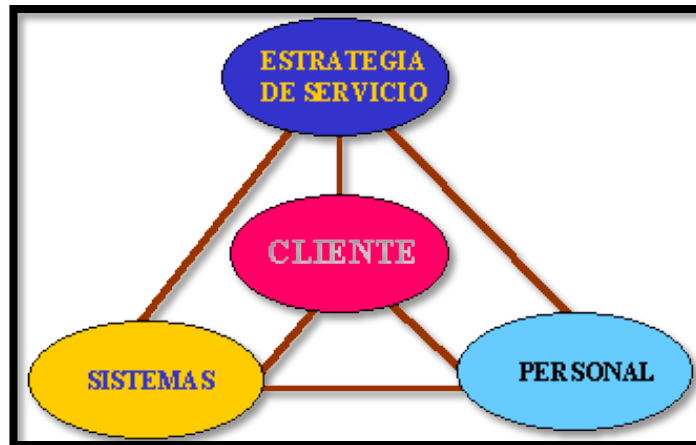 ESTRATEGIA
DE SERVICIO
CLIENTE
SISTEMAS
PERSONAL